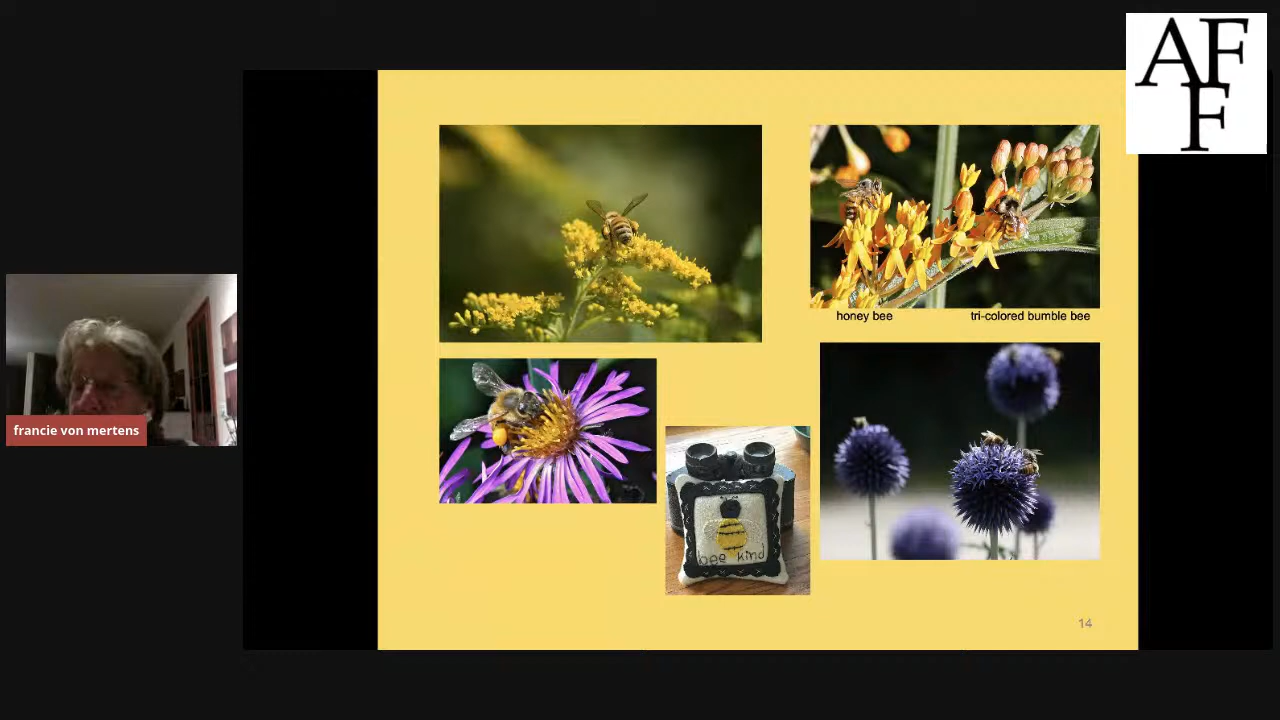 AF
F
honey bee
tri-colored bumble bee
francie von mertens
bee kind
14